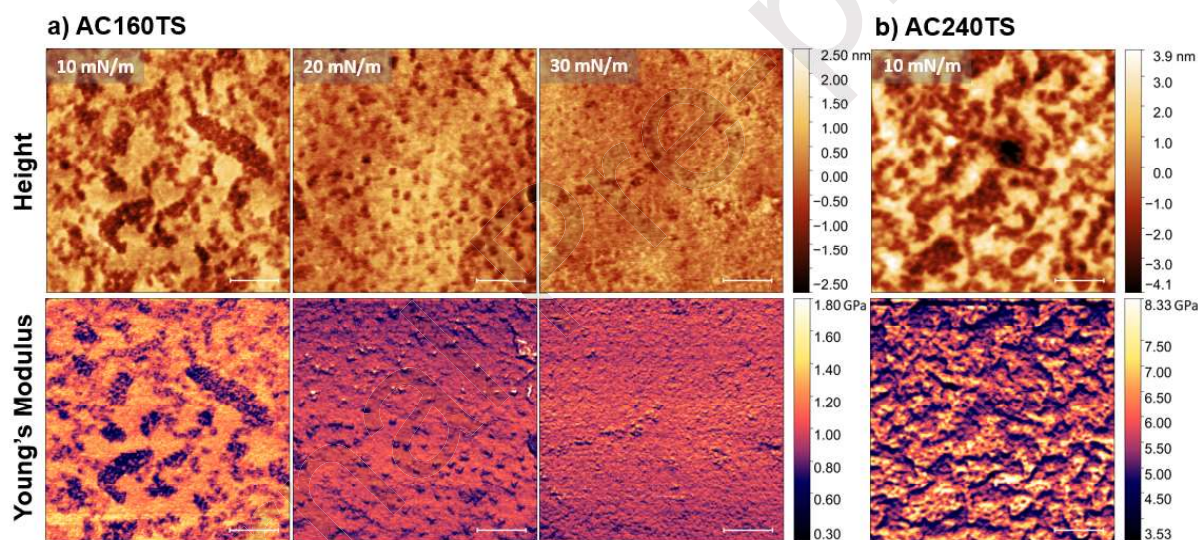 a) AC160TS
b) AC240TS
Height
10 mN/m
20 mN/m
30 mN/m
2.50 nm
2.00
1.50
1.00
0.00
−0.50
−1.00
−1.50
−2.50
10 mN/m
3.9 nm
3.0
2.0
1.0
0.0
−1.0
−2.0
−3.0
−4.1
Young's Modulus
1.80 GPa
1.40
1.20
1.00
0.80
0.60
0.30
8.33 GPa
7.50
7.00
6.50
6.00
5.50
5.00
4.50
3.53